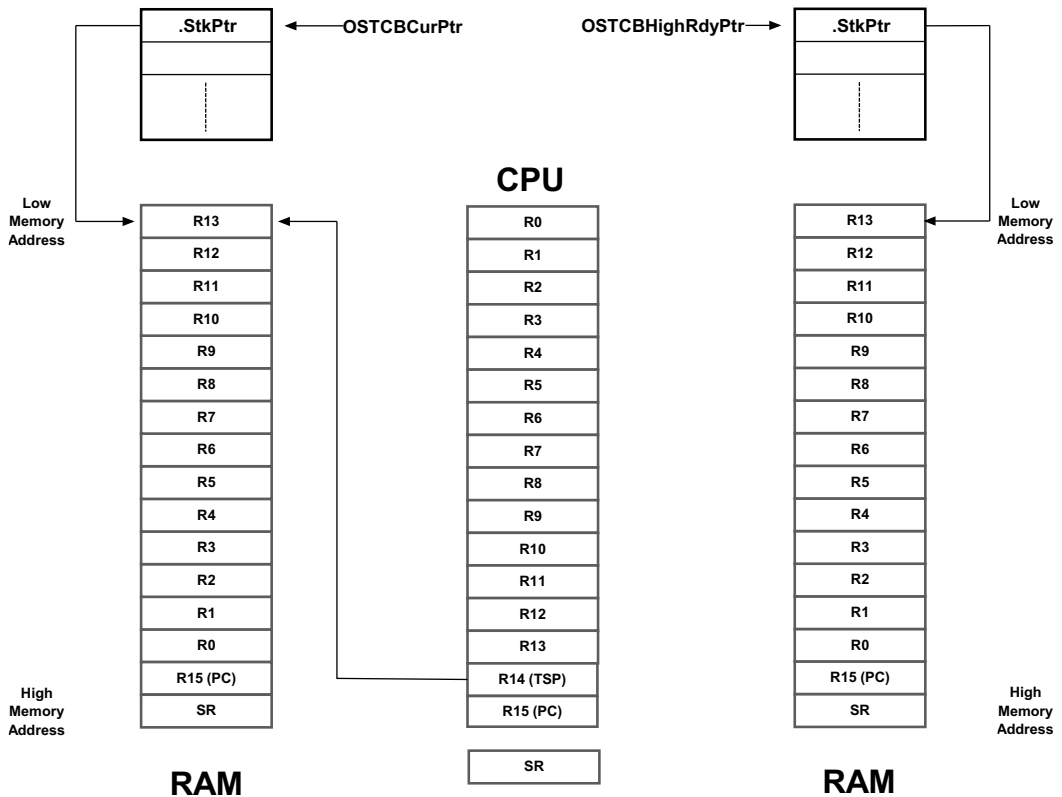 .StkPtr
OSTCBCurPtr
OSTCBHighRdyPtr
.StkPtr
CPU
Low
Memory
Address
R13
R12
R11
R10
R9
R8
R7
R6
R5
R4
R3
R2
R1
R0
R15 (PC)
SR
High
Memory
Address
RAM
R0
R1
R2
R3
R4
R5
R6
R7
R8
R9
R10
R11
R12
R13
R14 (TSP)
R15 (PC)
SR
R13
R12
R11
R10
R9
R8
R7
R6
R5
R4
R3
R2
R1
R0
R15 (PC)
SR
Low
Memory
Address
High
Memory
Address
RAM